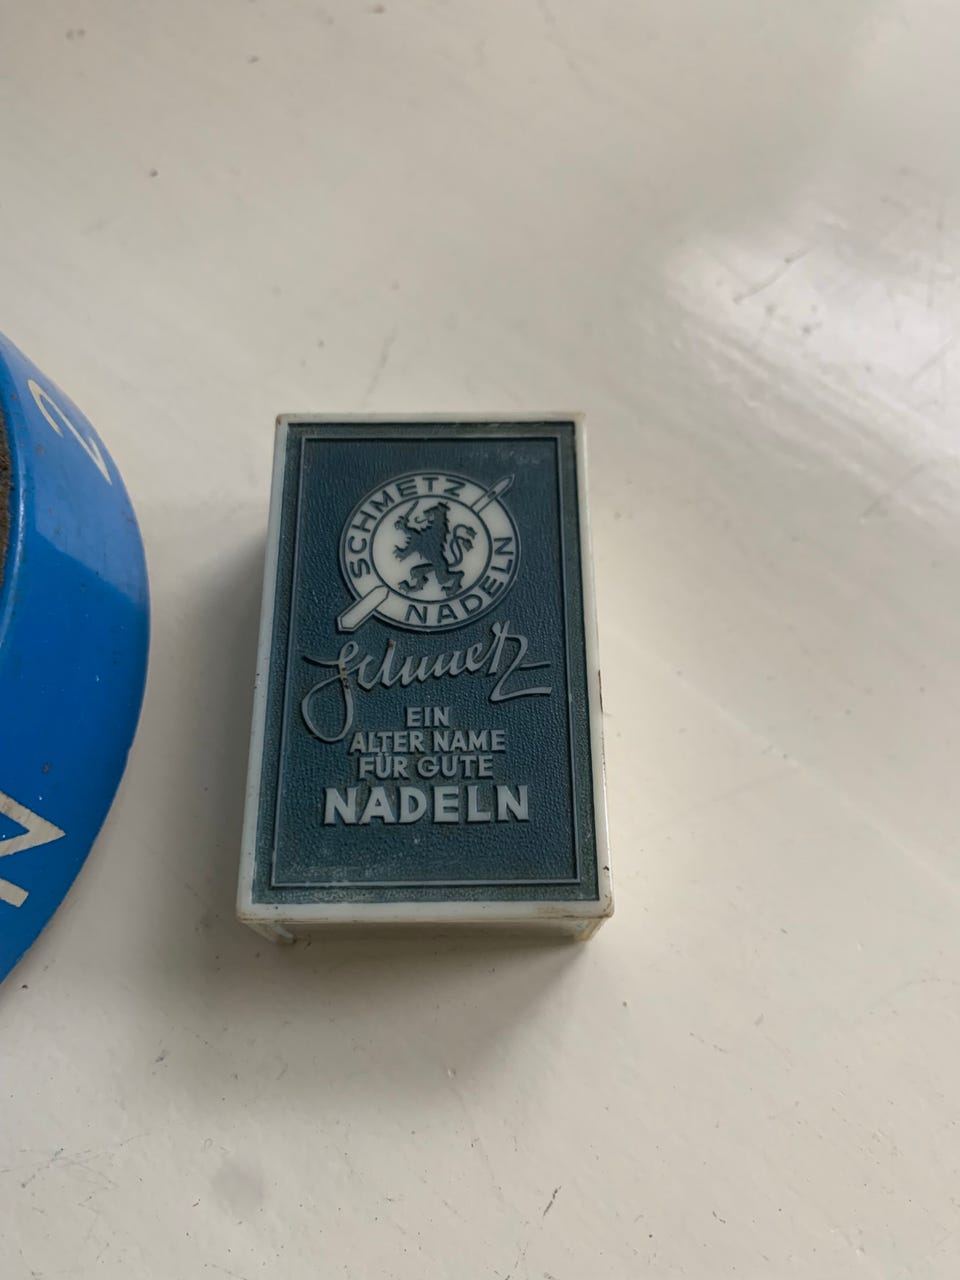 SCHMETZ
NADELN
Schmetz
EIN
ALTER NAME
FÜR GUTE
NADELN